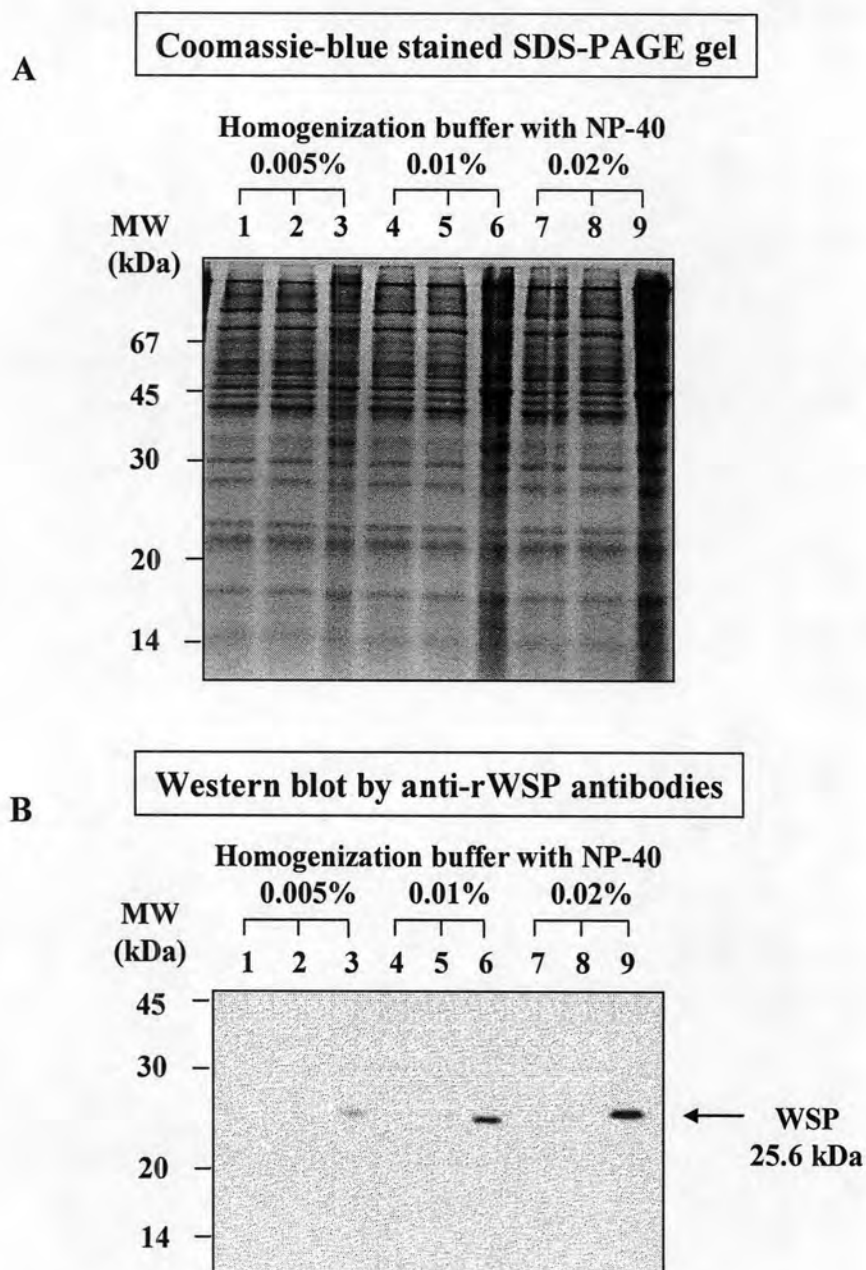 A
Coomassie-blue stained SDS-PAGE gel
Homogenization buffer with NP-40
0.005% 0.01% 0.02%
MW
(kDa)
1 2 3 4 5 6 7 8 9
67
45
30
20
14
B
Western blot by anti-rWSP antibodies
Homogenization buffer with NP-40
0.005% 0.01% 0.02%
MW
(kDa)
1 2 3 4 5 6 7 8 9
45
30
20
14
WSP
25.6 kDa